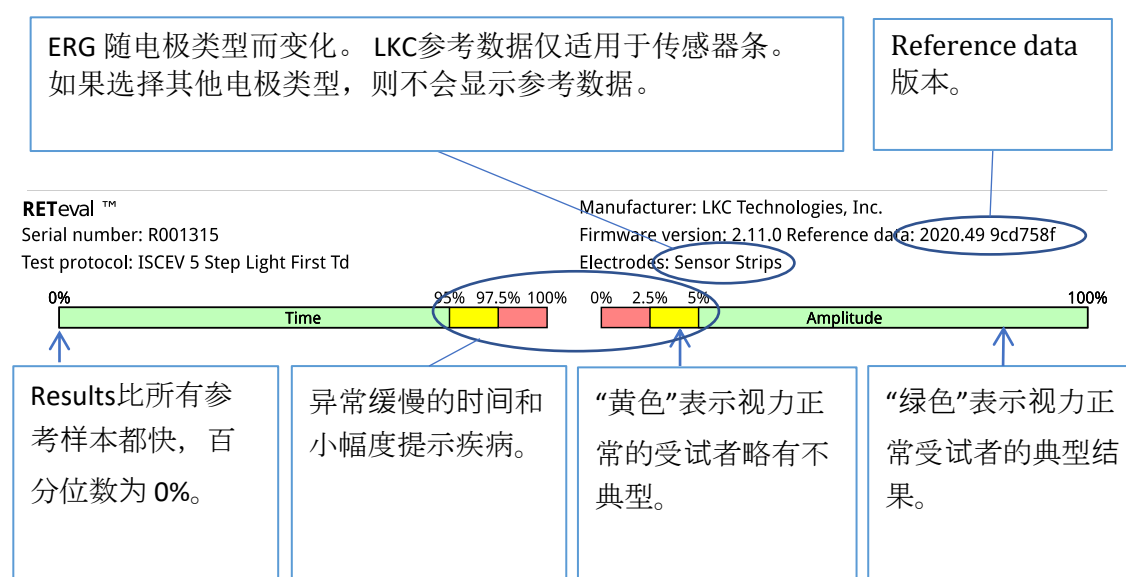 ERG 随电极类型而变化。 LKC参考数据仅适用于传感器条。
如果选择其他电极类型，则不会显示参考数据。
Reference data
版本。
RETeval ™
Serial number: R001315
Test protocol: ISCEV 5 Step Light First Td
Manufacturer: LKC Technologies, Inc.
Firmware version: 2.11.0 Reference data: 2020.49 9cd758f
Electrodes: Sensor Strips
0% 95% 97.5% 100% 0% 2.5% 5% 100%
Time Amplitude
Results比所有参
考样本都快，百
分位数为 0%。
异常缓慢的时间和
小幅度提示疾病。
“黄色”表示视力正
常的受试者略有不
典型。
“绿色”表示视力正
常受试者的典型结
果。